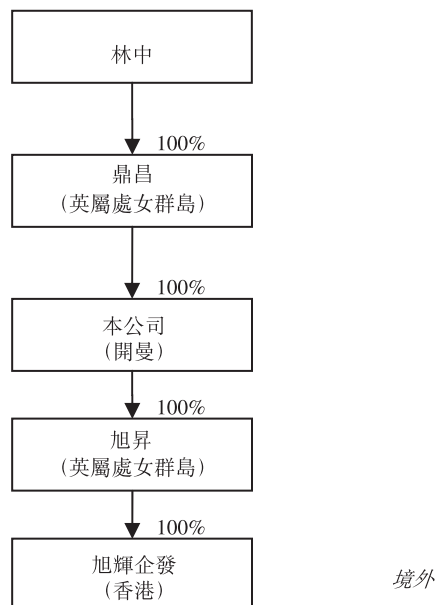 林中
100%
鼎昌
（英屬處女群島）
100%
本公司
（開曼）
100%
旭昇
（英屬處女群島）
100%
旭輝企發
（香港）
境外